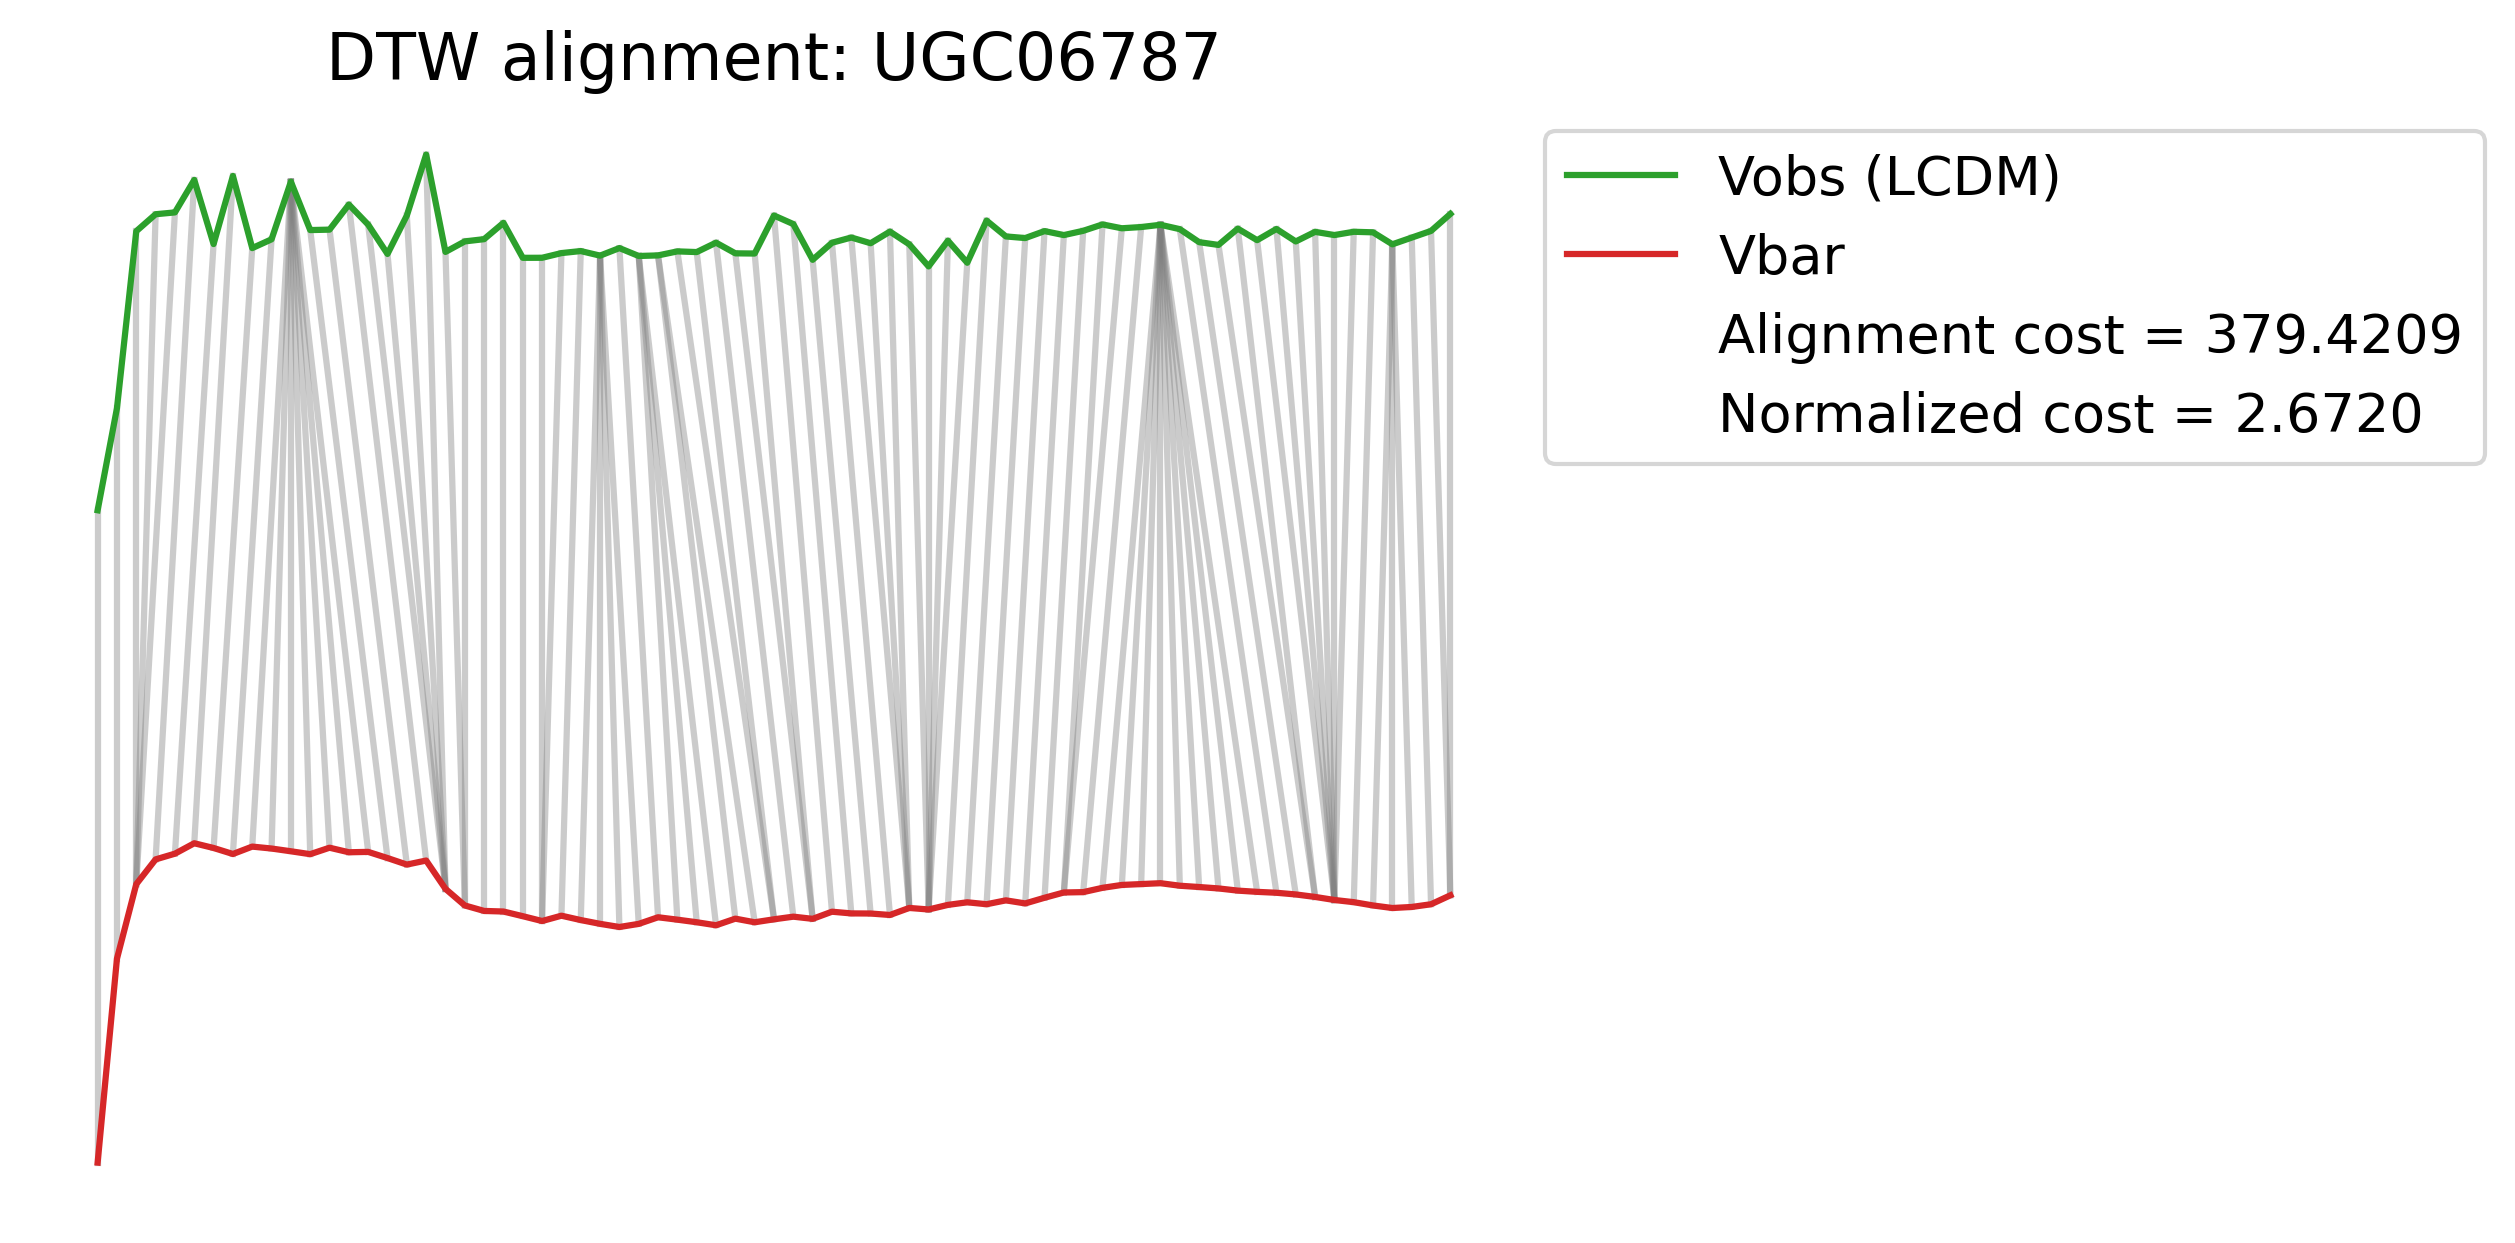 DTW alignment: UGC06787
Vobs (LCDM)
Vbar
Alignment cost = 379.4209
Normalized cost = 2.6720